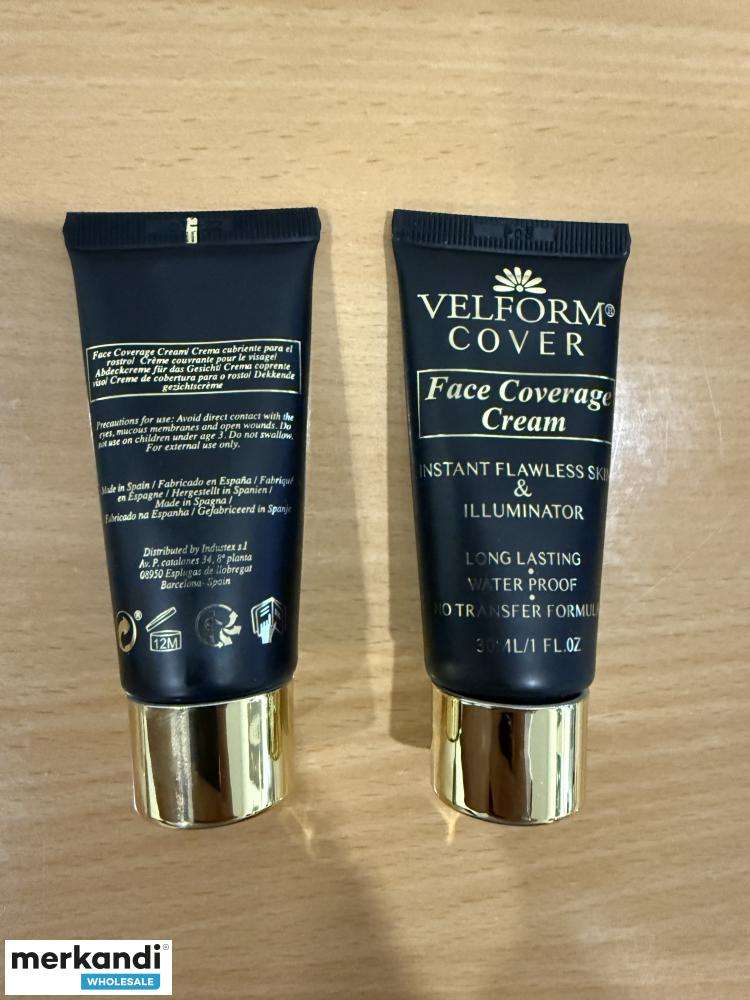 Face Coverage Cream/ Crema cubriente para el
rostro/ Crème couvrante pour le visage/
Abdeckcreme für das Gesicht/ Crema coprente
viso/ Creme de cobertura para o rosto/ Dekkende
gezichtscrème
Precautions for use: Avoid direct contact with the
eyes, mucous membranes and open wounds. Do
not use on children under age 3. Do not swallow.
For external use only.
Made in Spain / Fabricado en España / Fabriqué
en Espagne / Hergestellt in Spanien /
Made in Spagna /
Fabricado na Espanha / Gefabriceerd in Spanje
Distributed by Industex s.l
Av. P. catalanes 34, 8ª planta
08950 Esplugas de llobregat
Barcelona- Spain
12M
VELFORM®
COVER
Face Coverage
Cream
INSTANT FLAWLESS SKIN
&
ILLUMINATOR
LONG LASTING
WATER PROOF
NO TRANSFER FORMULA
30 ML/1 FL.OZ
merkandi®
WHOLESALE